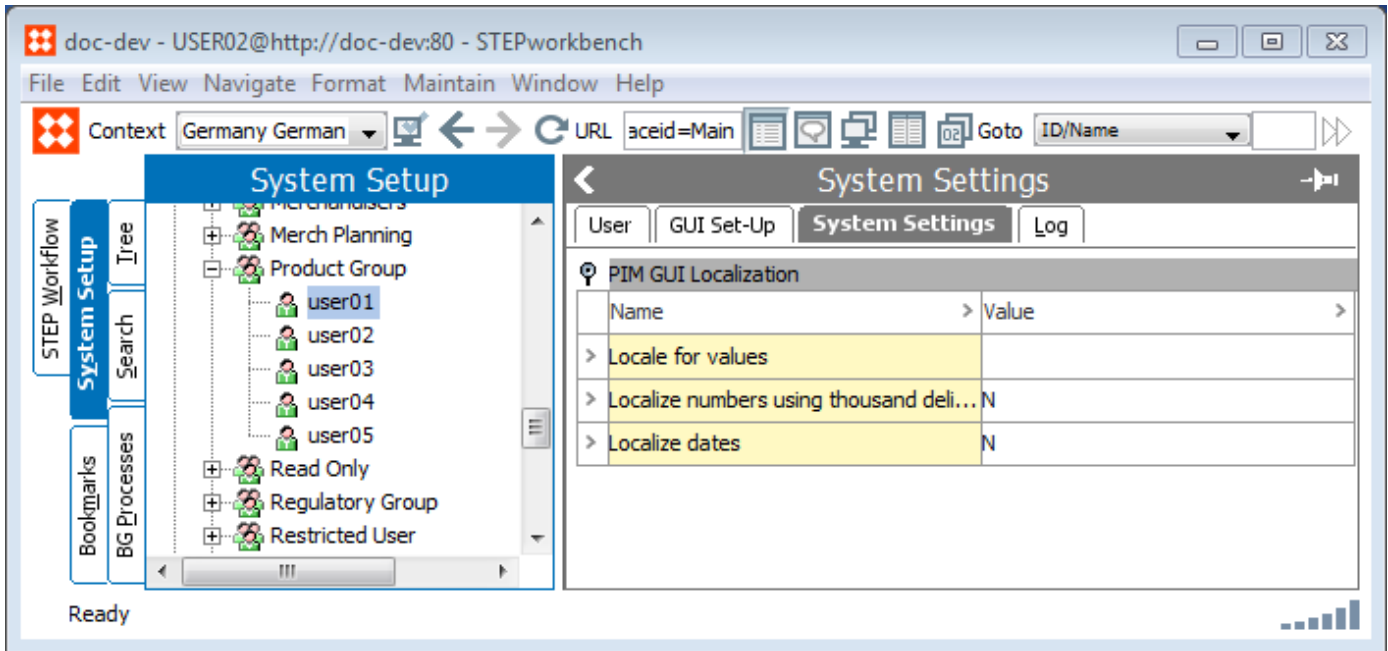 doc-dev - USER02@http://doc-dev:80 - STEPworkbench
File Edit View Navigate Format Maintain Window Help
Context Germany German URL aceid=Main 02 Goto ID/Name
System Setup
System Settings
STEP Workflow
System Setup
Bookmarks
Tree
Search
BG Processes
Merchandisers
Merch Planning
Product Group
user01
user02
user03
user04
user05
Read Only
Regulatory Group
Restricted User
User GUI Set-Up System Settings Log
PIM GUI Localization
Name Value
Locale for values
Localize numbers using thousand deli... N
Localize dates N
Ready